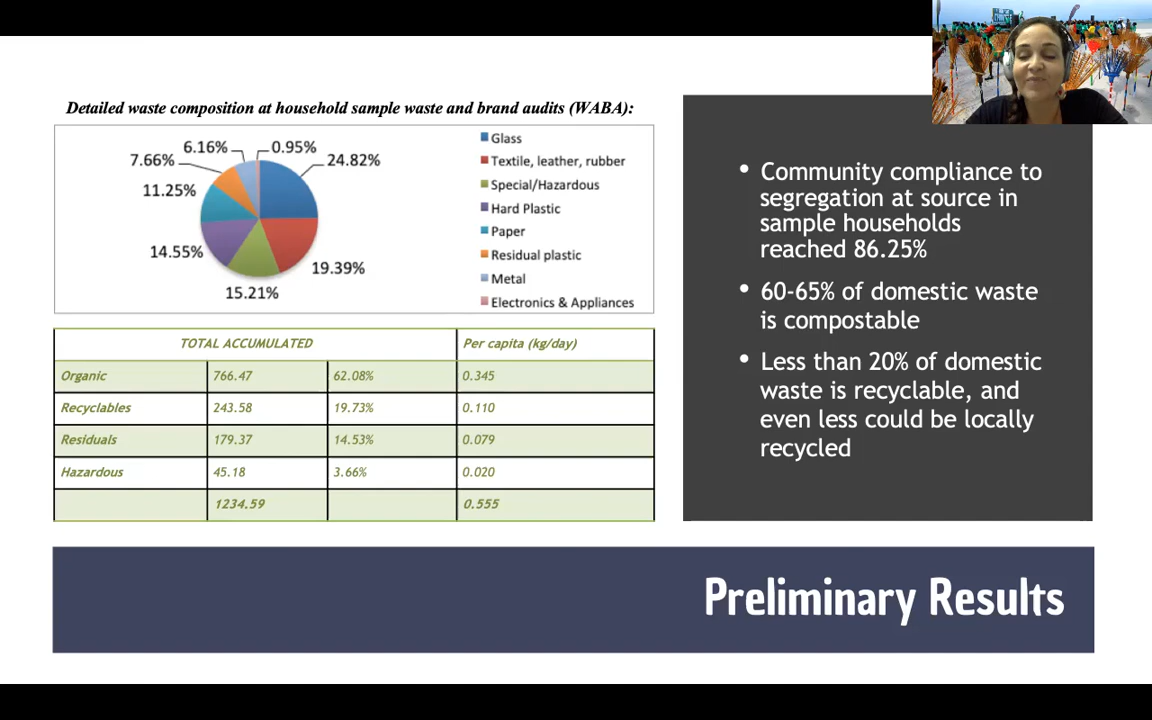 Detailed waste composition at household sample waste and brand audits (WABA):
6.16%
0.95%
7.66%
24.82%
11.25%
14.55%
19.39%
15.21%
Glass
Textile, leather, rubber
Special/Hazardous
Hard Plastic
Paper
Residual plastic
Metal
Electronics & Appliances
TOTAL ACCUMULATED Per capita (kg/day)
Organic 766.47 62.08% 0.345
Recyclables 243.58 19.73% 0.110
Residuals 179.37 14.53% 0.079
Hazardous 45.18 3.66% 0.020
1234.59 0.555
• Community compliance to
segregation at source in
sample households
reached 86.25%
• 60-65% of domestic waste
is compostable
• Less than 20% of domestic
waste is recyclable, and
even less could be locally
recycled
Preliminary Results